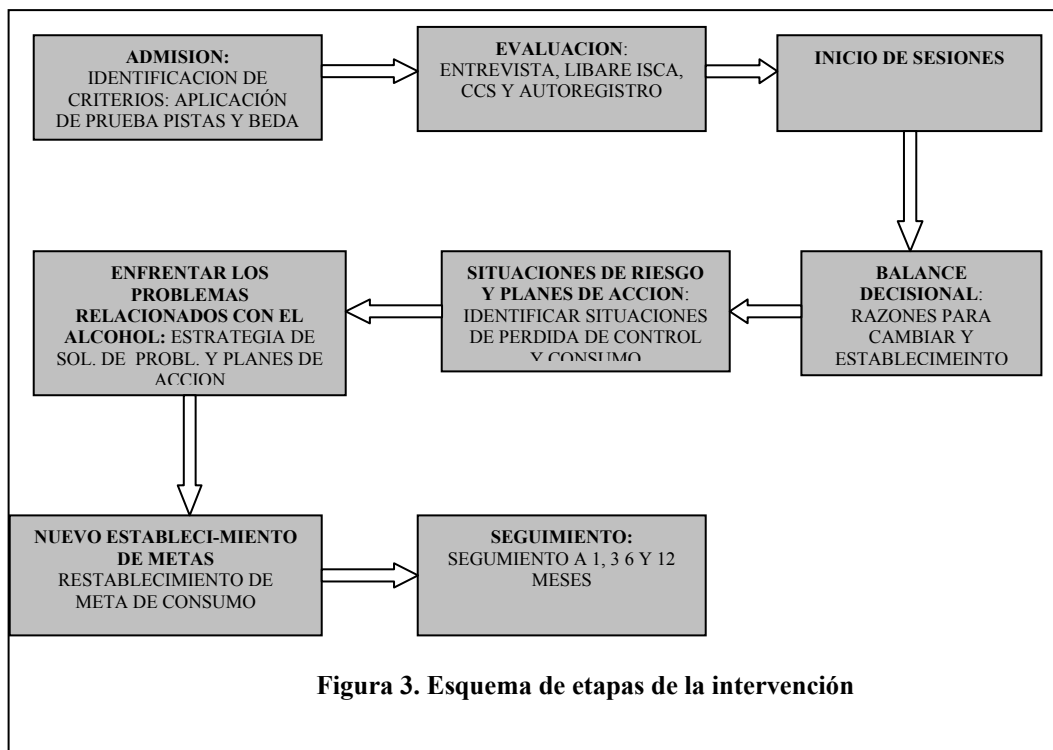 ADMISION:
IDENTIFICACION DE
CRITERIOS: APLICACIÓN
DE PRUEBA PISTAS Y BEDA
EVALUACION:
ENTREVISTA, LIBARE ISCA,
CCS Y AUTOREGISTRO
INICIO DE SESIONES
BALANCE
DECISIONAL:
RAZONES PARA
CAMBIAR Y
ESTABLECIMEINTO
SITUACIONES DE RIESGO
Y PLANES DE ACCION:
IDENTIFICAR SITUACIONES
DE PERDIDA DE CONTROL
Y CONSUMO
ENFRENTAR LOS
PROBLEMAS
RELACIONADOS CON EL
ALCOHOL: ESTRATEGIA DE
SOL. DE PROBL. Y PLANES DE
ACCION
NUEVO ESTABLECI-MIENTO
DE METAS
RESTABLECIMIENTO DE
META DE CONSUMO
SEGUIMIENTO:
SEGUMIENTO A 1, 3 6 Y 12
MESES
Figura 3. Esquema de etapas de la intervención